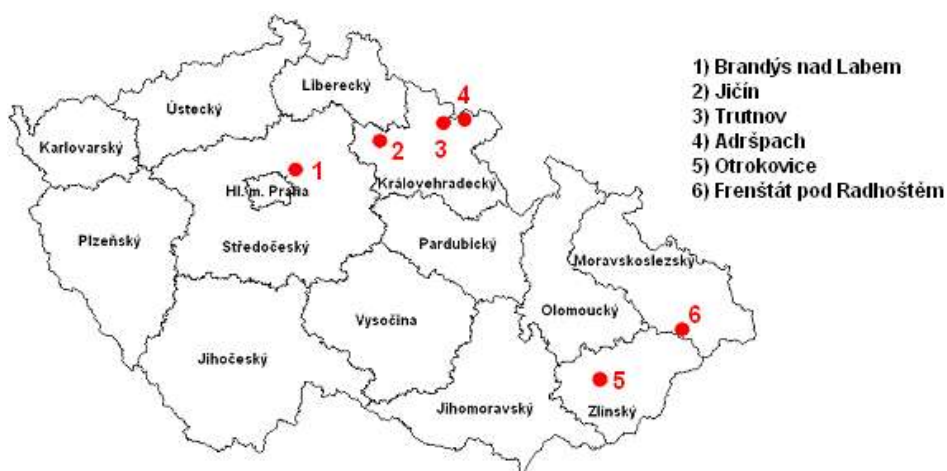 1) Brandýs nad Labem
2) Jičín
3) Trutnov
4) Adršpach
5) Otrokovice
6) Frenštát pod Radhoštěm
Liberecký
4
Ústecký
3
Karlovarský
2
1
Královehradecký
Hl. m. Praha
Plzeňský
Středočeský
Pardubický
Moravskoslezský
Olomoucký
Vysočina
6
Jihočeský
5
Jihomoravský
Zlínský